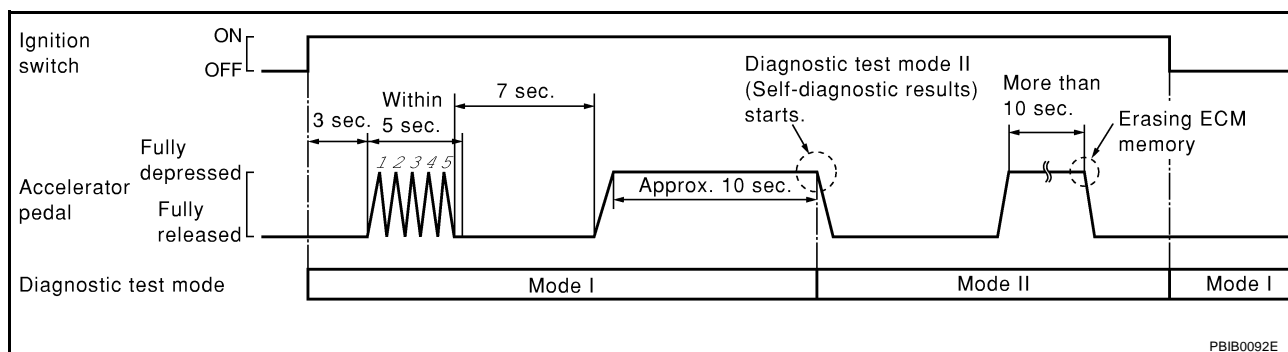 Ignition
switch
ON
OFF
3 sec.
Within
5 sec.
7 sec.
Diagnostic test mode II
(Self-diagnostic results)
starts.
More than
10 sec.
Erasing ECM
memory
Accelerator
pedal
Fully
depressed
Fully
released
1 2 3 4 5
Approx. 10 sec.
Diagnostic test mode
Mode I
Mode II
Mode I
PBIB0092E